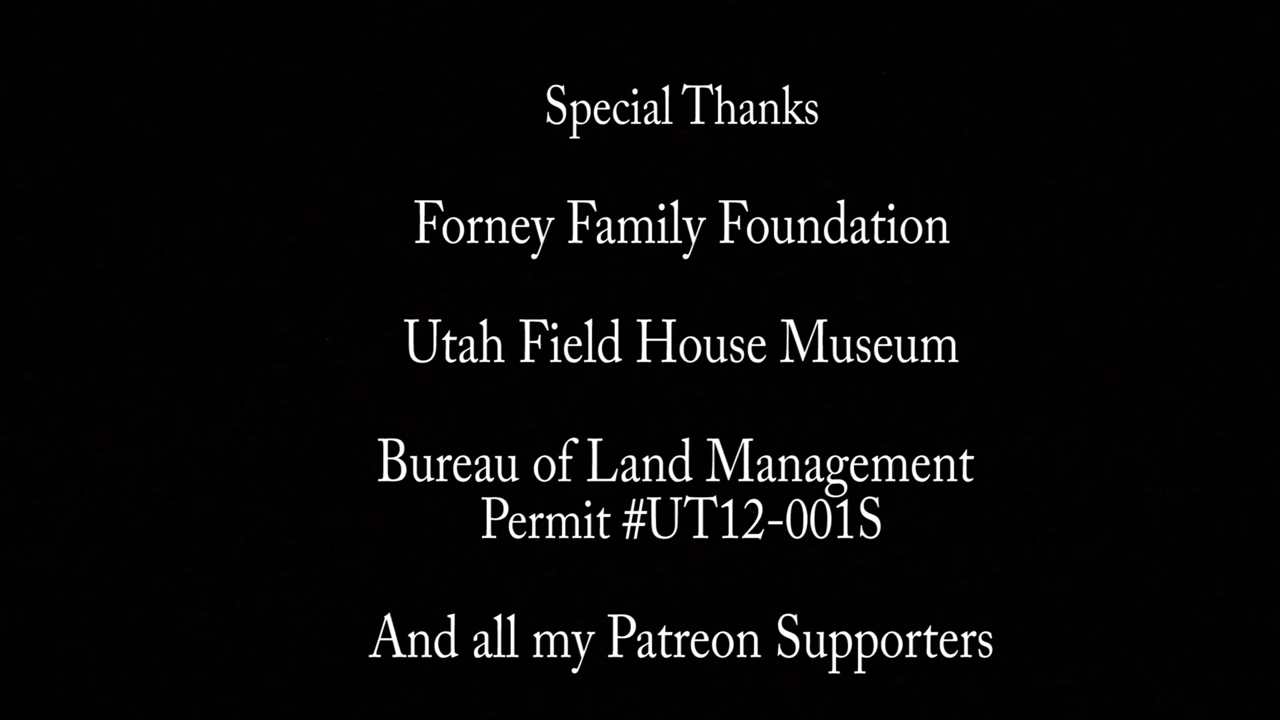 Special Thanks
Forney Family Foundation
Utah Field House Museum
Bureau of Land Management
Permit #UT12-001S
And all my Patreon Supporters